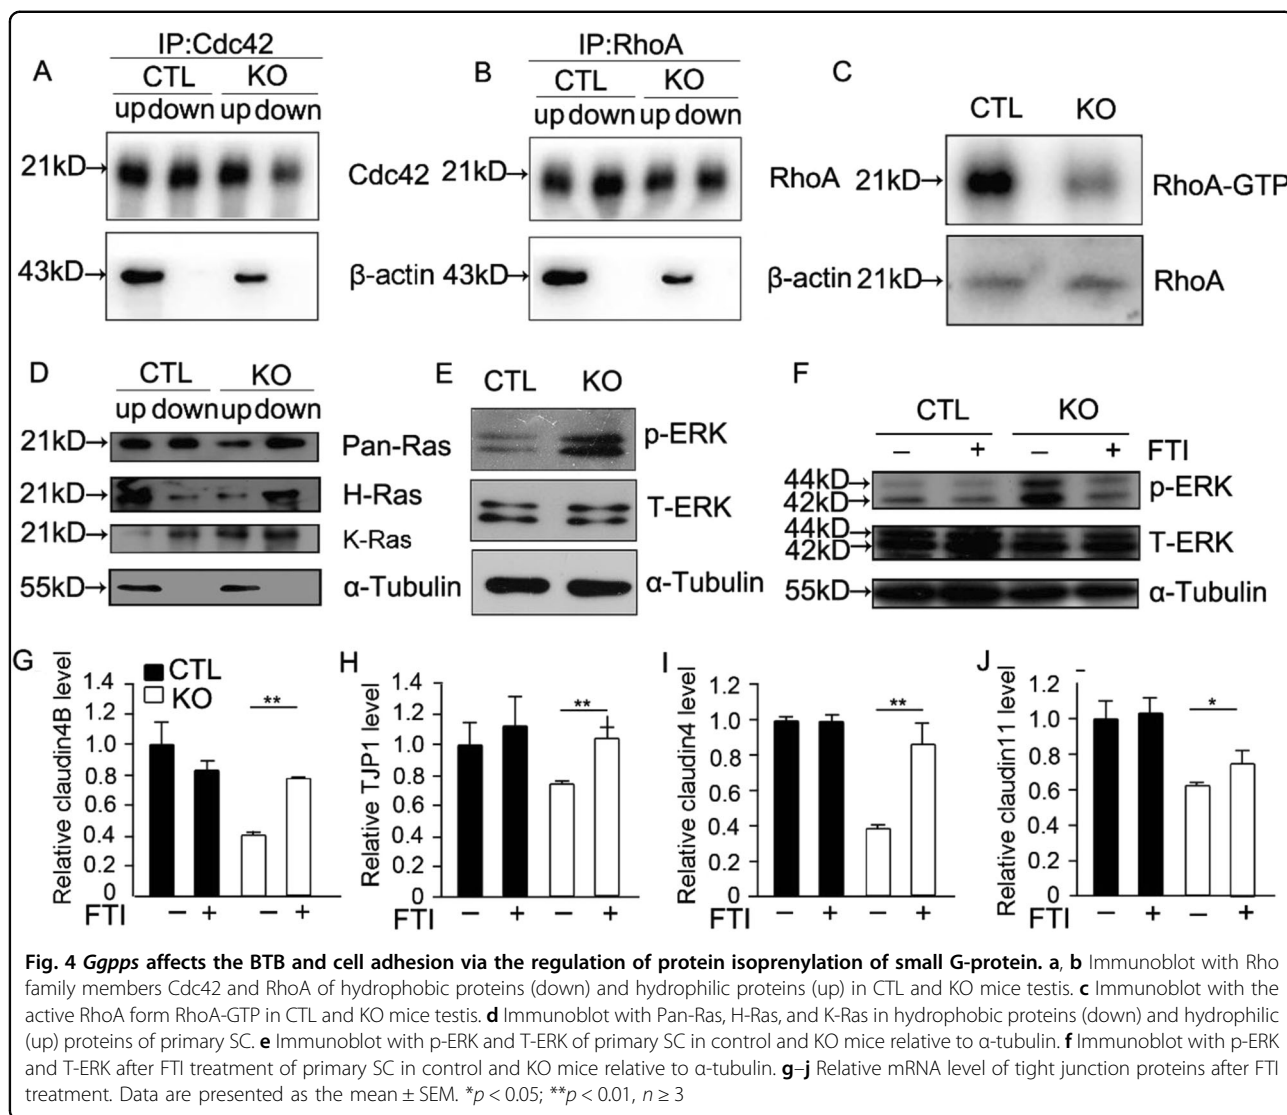 IP:Cdc42
IP:RhoA
A CTL KO B CTL KO C CTL KO
up down up down up down up down
21kD→ Cdc42 21kD→ RhoA 21kD→ RhoA-GTP
43kD→ β-actin 43kD→ β-actin 21kD→ RhoA
D CTL KO E CTL KO F CTL KO
up down up down
− + − + FTI
21kD→ Pan-Ras p-ERK 44kD→ p-ERK
42kD→
21kD→ H-Ras T-ERK 44kD→ T-ERK
42kD→
21kD→ K-Ras
55kD→ α-Tubulin α-Tubulin 55kD→ α-Tubulin
G CTL
KO
Relative claudin4B level
1.4
1.2
1.0
0.8
0.6
0.4
0.2
0
**
FTI − + − +
H
Relative TJP1 level
1.4
1.2
1.0
0.8
0.6
0.4
0.2
0
**
FTI − + − +
I
Relative claudin4 level
1.2
1.0
0.8
0.6
0.4
0.2
0
**
FTI − + − +
J
Relative claudin11 level
1.2
1.0
0.8
0.6
0.4
0.2
0
*
FTI − + − +
Fig. 4 Ggpps affects the BTB and cell adhesion via the regulation of protein isoprenylation of small G-protein. a, b Immunoblot with Rho
family members Cdc42 and RhoA of hydrophobic proteins (down) and hydrophilic proteins (up) in CTL and KO mice testis. c Immunoblot with the
active RhoA form RhoA-GTP in CTL and KO mice testis. d Immunoblot with Pan-Ras, H-Ras, and K-Ras in hydrophobic proteins (down) and hydrophilic
(up) proteins of primary SC. e Immunoblot with p-ERK and T-ERK of primary SC in control and KO mice relative to α-tubulin. f Immunoblot with p-ERK
and T-ERK after FTI treatment of primary SC in control and KO mice relative to α-tubulin. g–j Relative mRNA level of tight junction proteins after FTI
treatment. Data are presented as the mean ± SEM. *p < 0.05; **p < 0.01, n ≥ 3